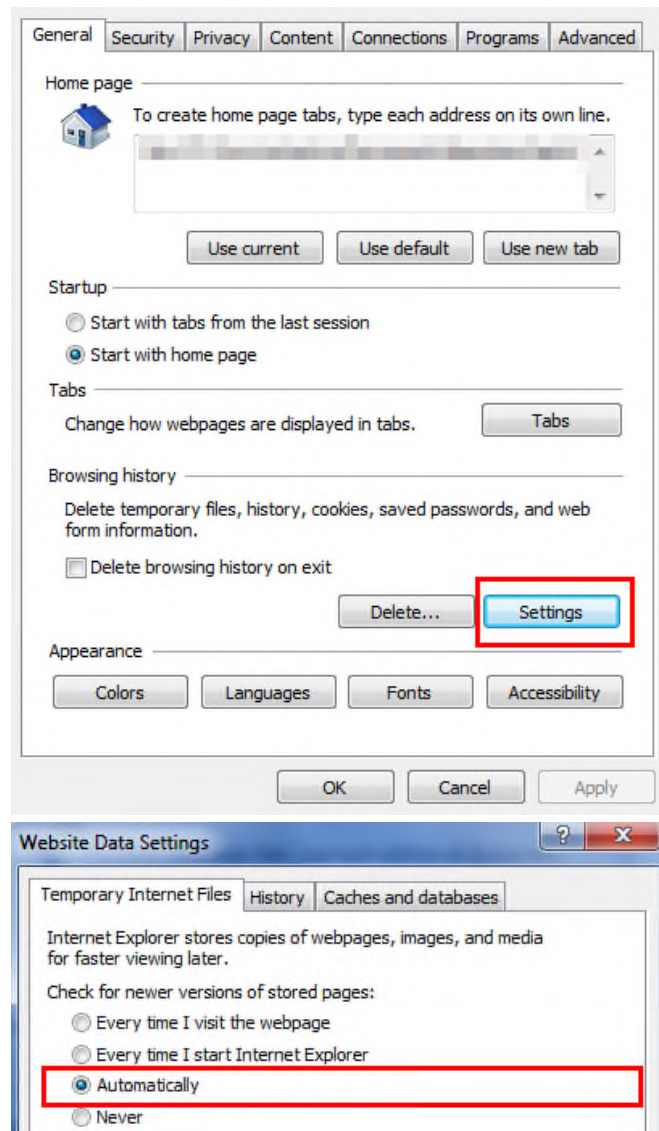 General Security Privacy Content Connections Programs Advanced
Home page
To create home page tabs, type each address on its own line.
Use current Use default Use new tab
Startup
Start with tabs from the last session
Start with home page
Tabs
Change how webpages are displayed in tabs. Tabs
Browsing history
Delete temporary files, history, cookies, saved passwords, and web
form information.
Delete browsing history on exit
Delete... Settings
Appearance
Colors Languages Fonts Accessibility
OK Cancel Apply
Website Data Settings
Temporary Internet Files History Caches and databases
Internet Explorer stores copies of webpages, images, and media
for faster viewing later.
Check for newer versions of stored pages:
Every time I visit the webpage
Every time I start Internet Explorer
Automatically
Never